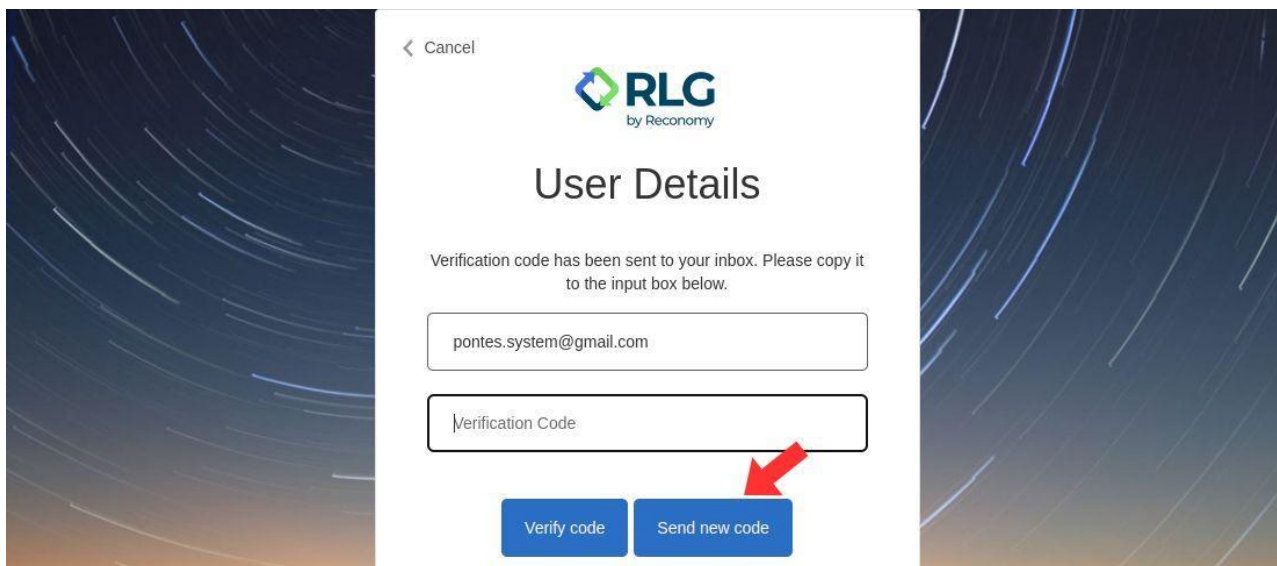 Cancel
RLG
by Reconomy
User Details
Verification code has been sent to your inbox. Please copy it
to the input box below.
pontes.system@gmail.com
Verification Code
Verify code
Send new code